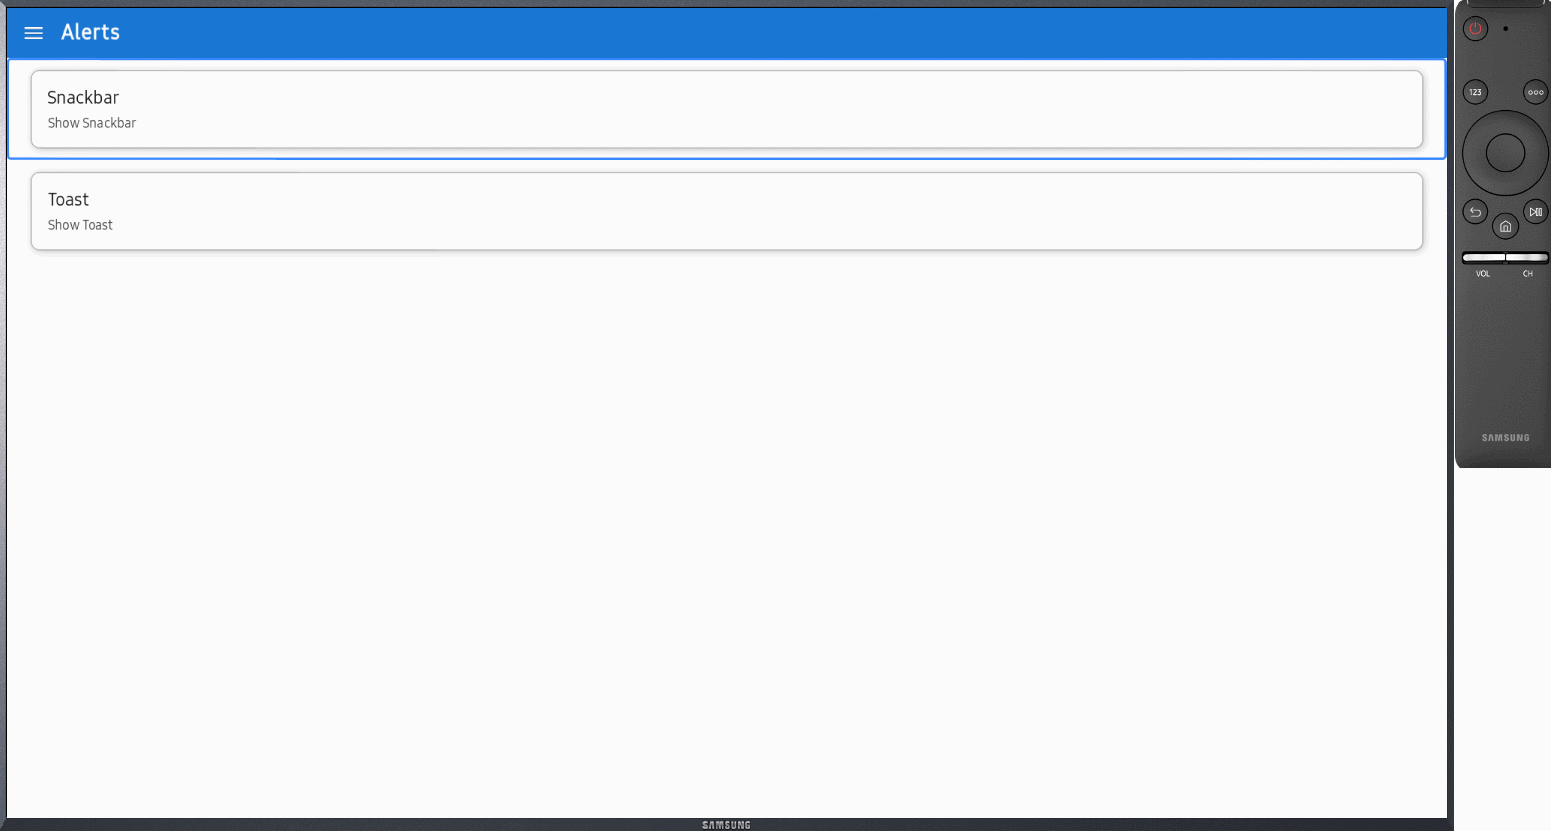 Alerts
Snackbar
Show Snackbar
Toast
Show Toast
SAMSUNG
123
VOL CH
SAMSUNG